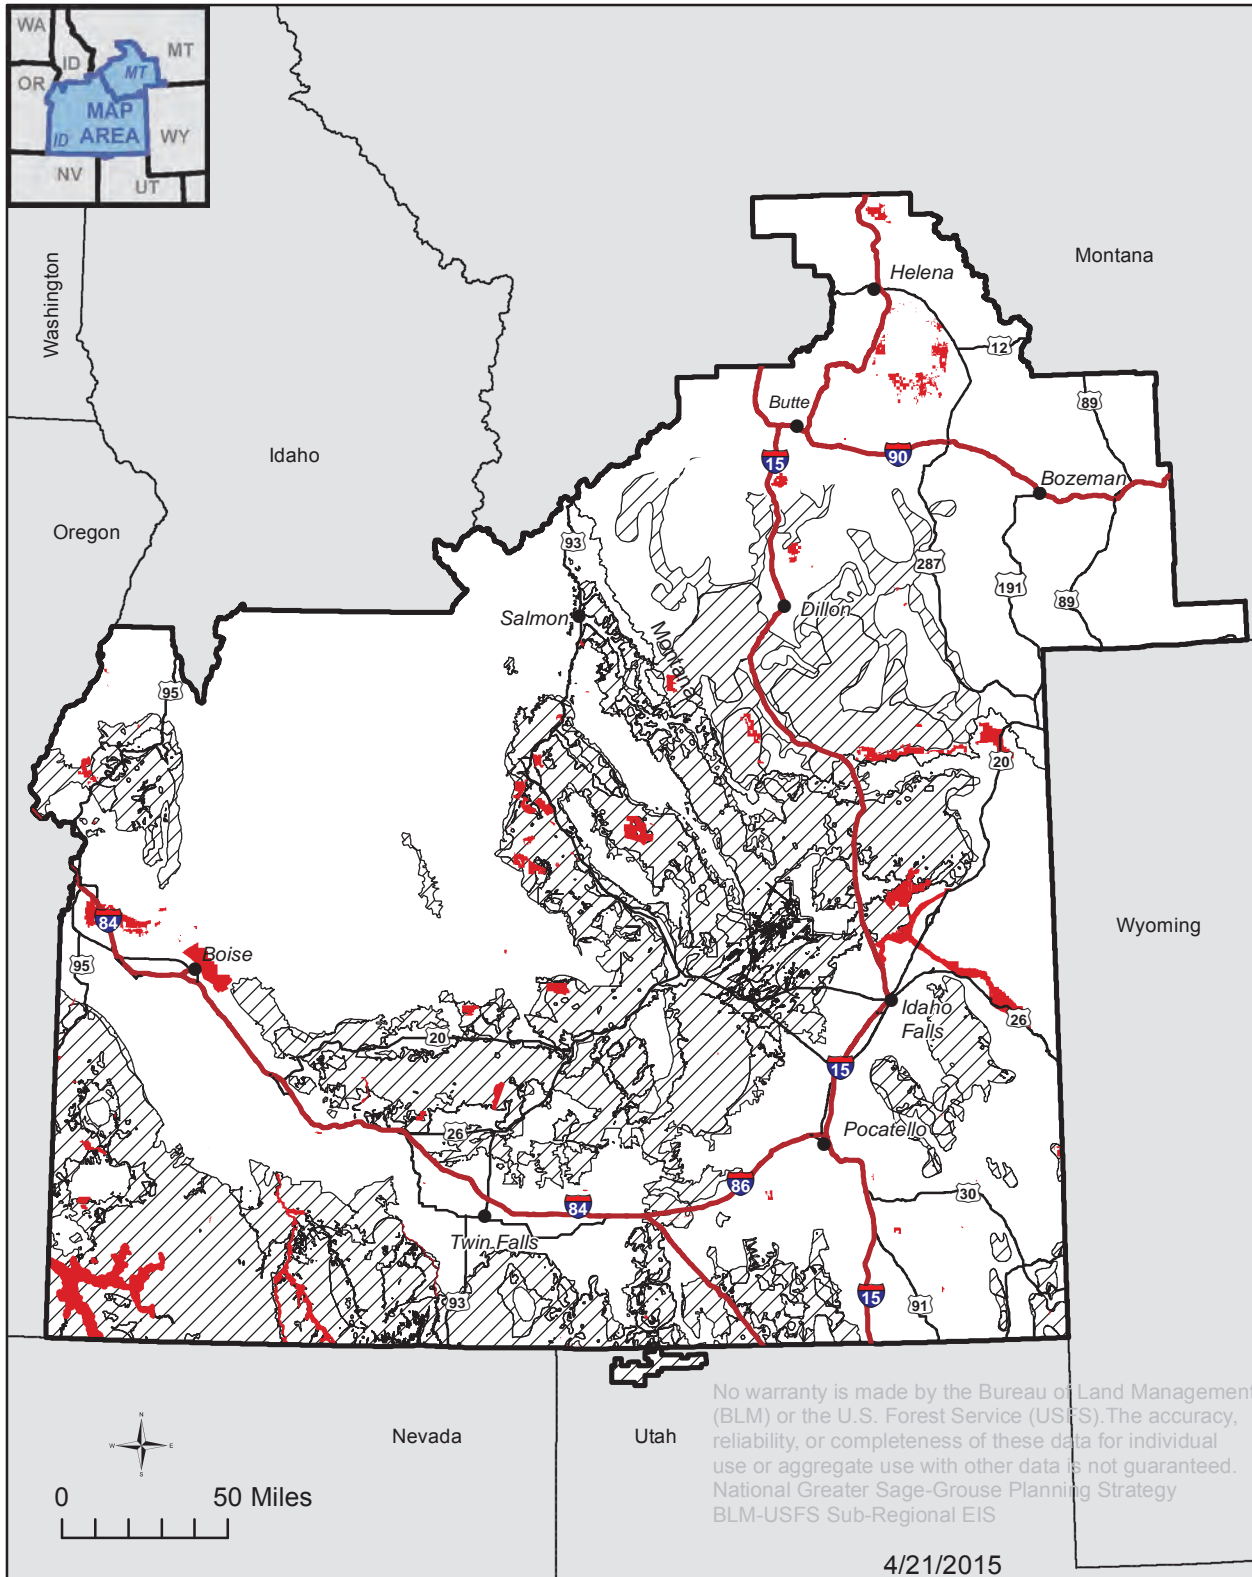 WA
MT
ID
MT
OR
MAP
ID AREA
WY
NV
UT
Montana
Helena
Washington
12
Butte
89
Idaho
15
90
Bozeman
Oregon
93
287
191
89
Salmon
Dillon
Montana
95
20
84
Boise
Wyoming
95
Idaho
Falls
26
20
15
26
Pocatello
86
30
84
Twin Falls
93
15
91
No warranty is made by the Bureau of Land Management
(BLM) or the U.S. Forest Service (USFS).The accuracy,
reliability, or completeness of these data for individual
use or aggregate use with other data is not guaranteed.
National Greater Sage-Grouse Planning Strategy
BLM-USFS Sub-Regional EIS
N
W E
S
Nevada
Utah
0 50 Miles
4/21/2015